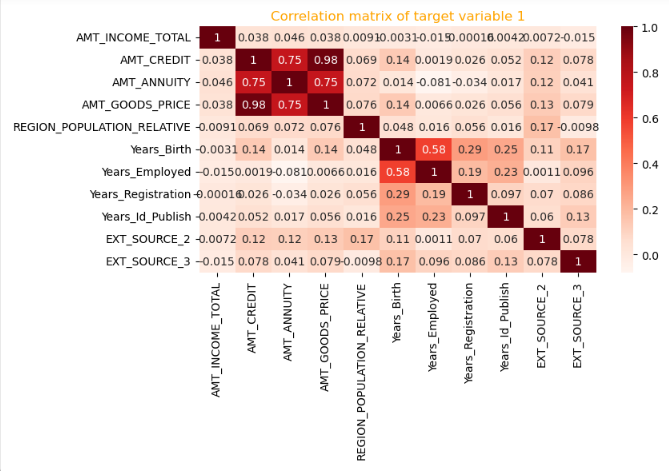 Correlation matrix of target variable 1
AMT_INCOME_TOTAL 1 0.038 0.046 0.038 0.0091 -0.0031 -0.015 -0.00016 0.0042 0.0072 -0.015
AMT_CREDIT 0.038 1 0.75 0.98 0.069 0.14 0.0019 0.026 0.052 0.12 0.078
AMT_ANNUITY 0.046 0.75 1 0.75 0.072 0.014 -0.081 -0.034 0.017 0.12 0.041
AMT_GOODS_PRICE 0.038 0.98 0.75 1 0.076 0.14 0.0066 0.026 0.056 0.13 0.079
REGION_POPULATION_RELATIVE -0.0091 0.069 0.072 0.076 1 0.048 0.016 0.056 0.016 0.17 -0.0098
Years_Birth -0.0031 0.14 0.014 0.14 0.048 1 0.58 0.29 0.25 0.11 0.17
Years_Employed -0.015 0.0019 -0.081 0.0066 0.016 0.58 1 0.19 0.23 0.0011 0.096
Years_Registration -0.00016 0.026 -0.034 0.026 0.056 0.29 0.19 1 0.097 0.07 0.086
Years_Id_Publish -0.0042 0.052 0.017 0.056 0.016 0.25 0.23 0.097 1 0.06 0.13
EXT_SOURCE_2 -0.0072 0.12 0.12 0.13 0.17 0.11 0.0011 0.07 0.06 1 0.078
EXT_SOURCE_3 -0.015 0.078 0.041 0.079 -0.0098 0.17 0.096 0.086 0.13 0.078 1
AMT_INCOME_TOTAL
AMT_CREDIT
AMT_ANNUITY
AMT_GOODS_PRICE
REGION_POPULATION_RELATIVE
Years_Birth
Years_Employed
Years_Registration
Years_Id_Publish
EXT_SOURCE_2
EXT_SOURCE_3
1.0
0.8
0.6
0.4
0.2
0.0